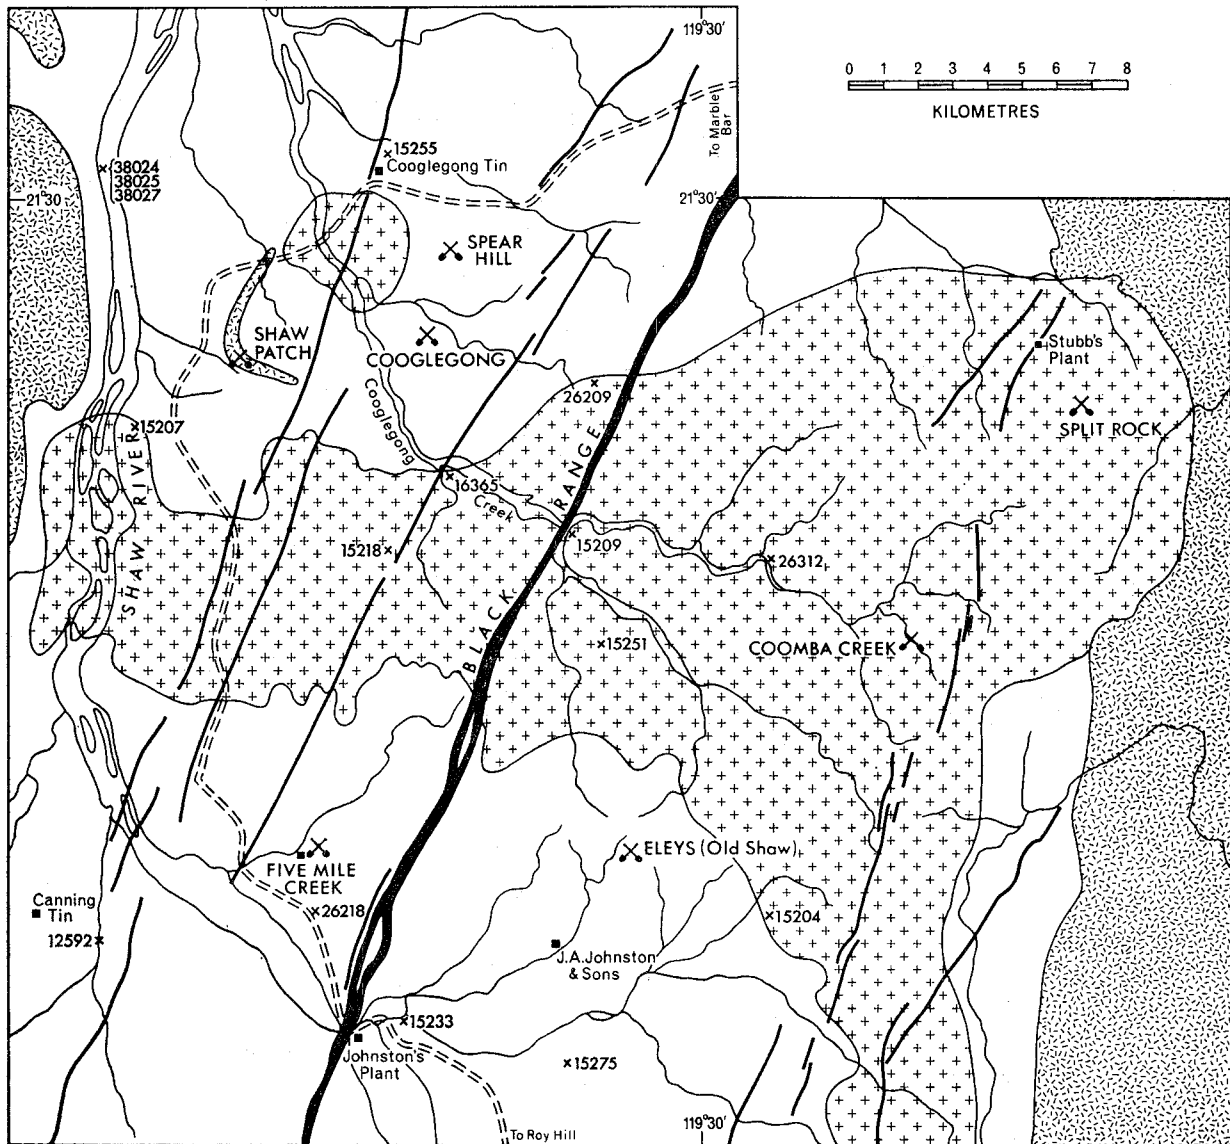 119°30'
0 1 2 3 4 5 6 7 8
KILOMETRES
To Marble
Bar
15255
Cooglegong Tin
38024
38025
38027
21°30'
21°30'
SPEAR
HILL
SHAW
PATCH
COOGLEGONG
Stubb's
Plant
26209
Cooglegong
Creek
SPLIT ROCK
15207
SHAW RIVER
16365
BLACK RANGE
15218
15209
26312
15251
COOMBA CREEK
ELEYS (Old Shaw)
FIVE MILE
CREEK
Canning
Tin
26218
15204
12592
J.A.Johnston
& Sons
15233
Johnston's
Plant
15275
To Roy Hill
119°30'